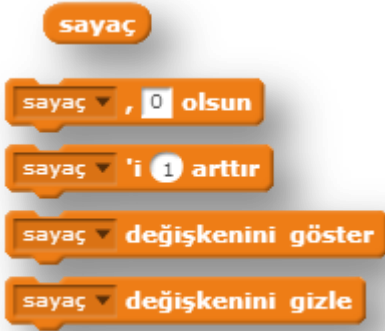 sayaç
sayaç , 0 olsun
sayaç 'i 1 arttır
sayaç değişkenini göster
sayaç değişkenini gizle